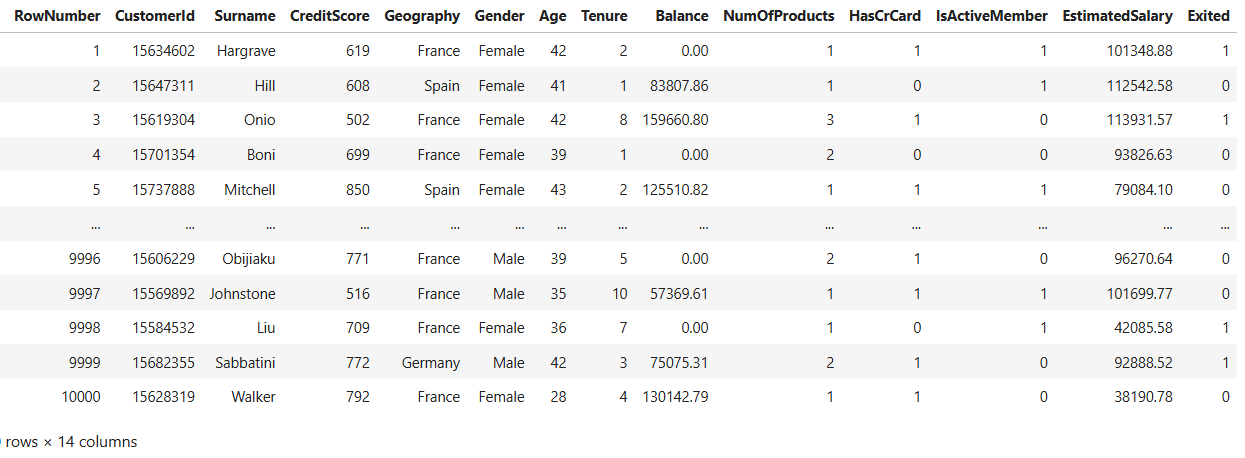 RowNumber CustomerId Surname CreditScore Geography Gender Age Tenure Balance NumOfProducts HasCrCard IsActiveMember EstimatedSalary Exited
1 15634602 Hargrave 619 France Female 42 2 0.00 1 1 1 101348.88 1
2 15647311 Hill 608 Spain Female 41 1 83807.86 1 0 1 112542.58 0
3 15619304 Onio 502 France Female 42 8 159660.80 3 1 0 113931.57 1
4 15701354 Boni 699 France Female 39 1 0.00 2 0 0 93826.63 0
5 15737888 Mitchell 850 Spain Female 43 2 125510.82 1 1 1 79084.10 0
... ... ... ... ... ... ... ... ... ... ... ... ... ...
9996 15606229 Obijiaku 771 France Male 39 5 0.00 2 1 0 96270.64 0
9997 15569892 Johnstone 516 France Male 35 10 57369.61 1 1 1 101699.77 0
9998 15584532 Liu 709 France Female 36 7 0.00 1 0 1 42085.58 1
9999 15682355 Sabbatini 772 Germany Male 42 3 75075.31 2 1 0 92888.52 1
10000 15628319 Walker 792 France Female 28 4 130142.79 1 1 0 38190.78 0
rows × 14 columns